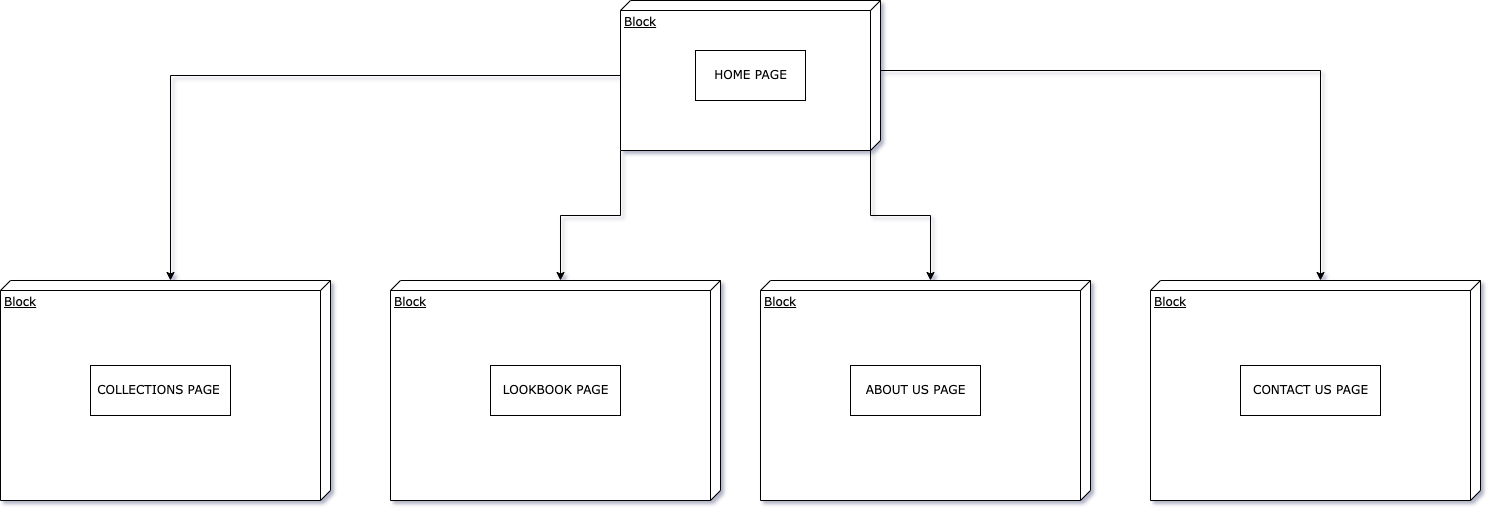 Block
HOME PAGE
Block
COLLECTIONS PAGE
Block
LOOKBOOK PAGE
Block
ABOUT US PAGE
Block
CONTACT US PAGE